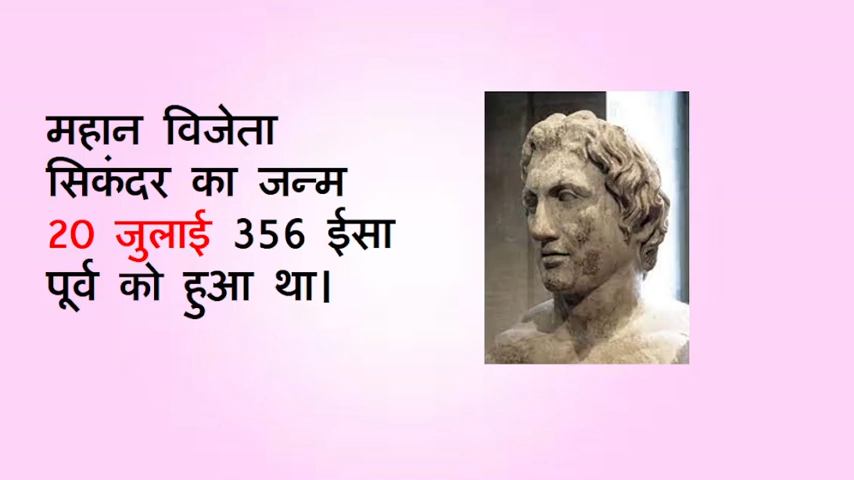 महान विजेता
सिकंदर का जन्म
20 जुलाई 356 ईसा
पूर्व को हुआ था।